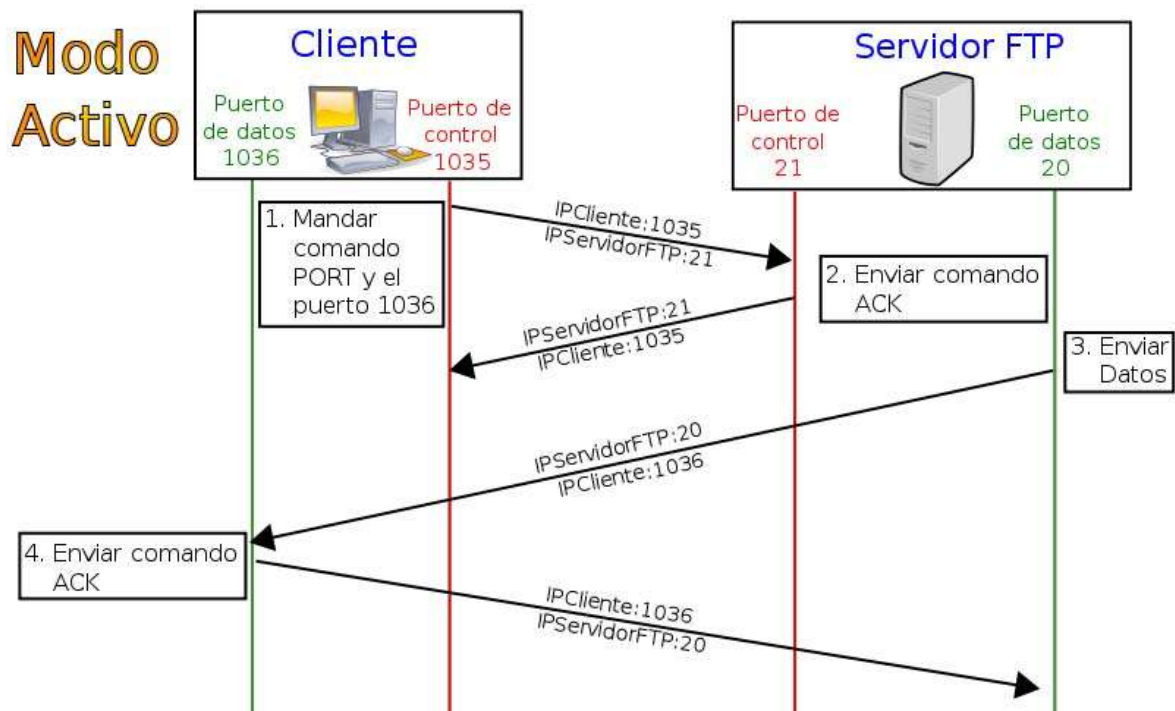 Modo
Activo
Cliente
Puerto
de datos
1036
Puerto de
control
1035
Servidor FTP
Puerto de
control
21
Puerto
de datos
20
1. Mandar
comando
PORT y el
puerto 1036
IPCliente:1035
IPServidorFTP:21
2. Enviar comando
ACK
IPServidorFTP:21
IPCliente:1035
3. Enviar
Datos
IPServidorFTP:20
IPCliente:1036
4. Enviar comando
ACK
IPCliente:1036
IPServidorFTP:20